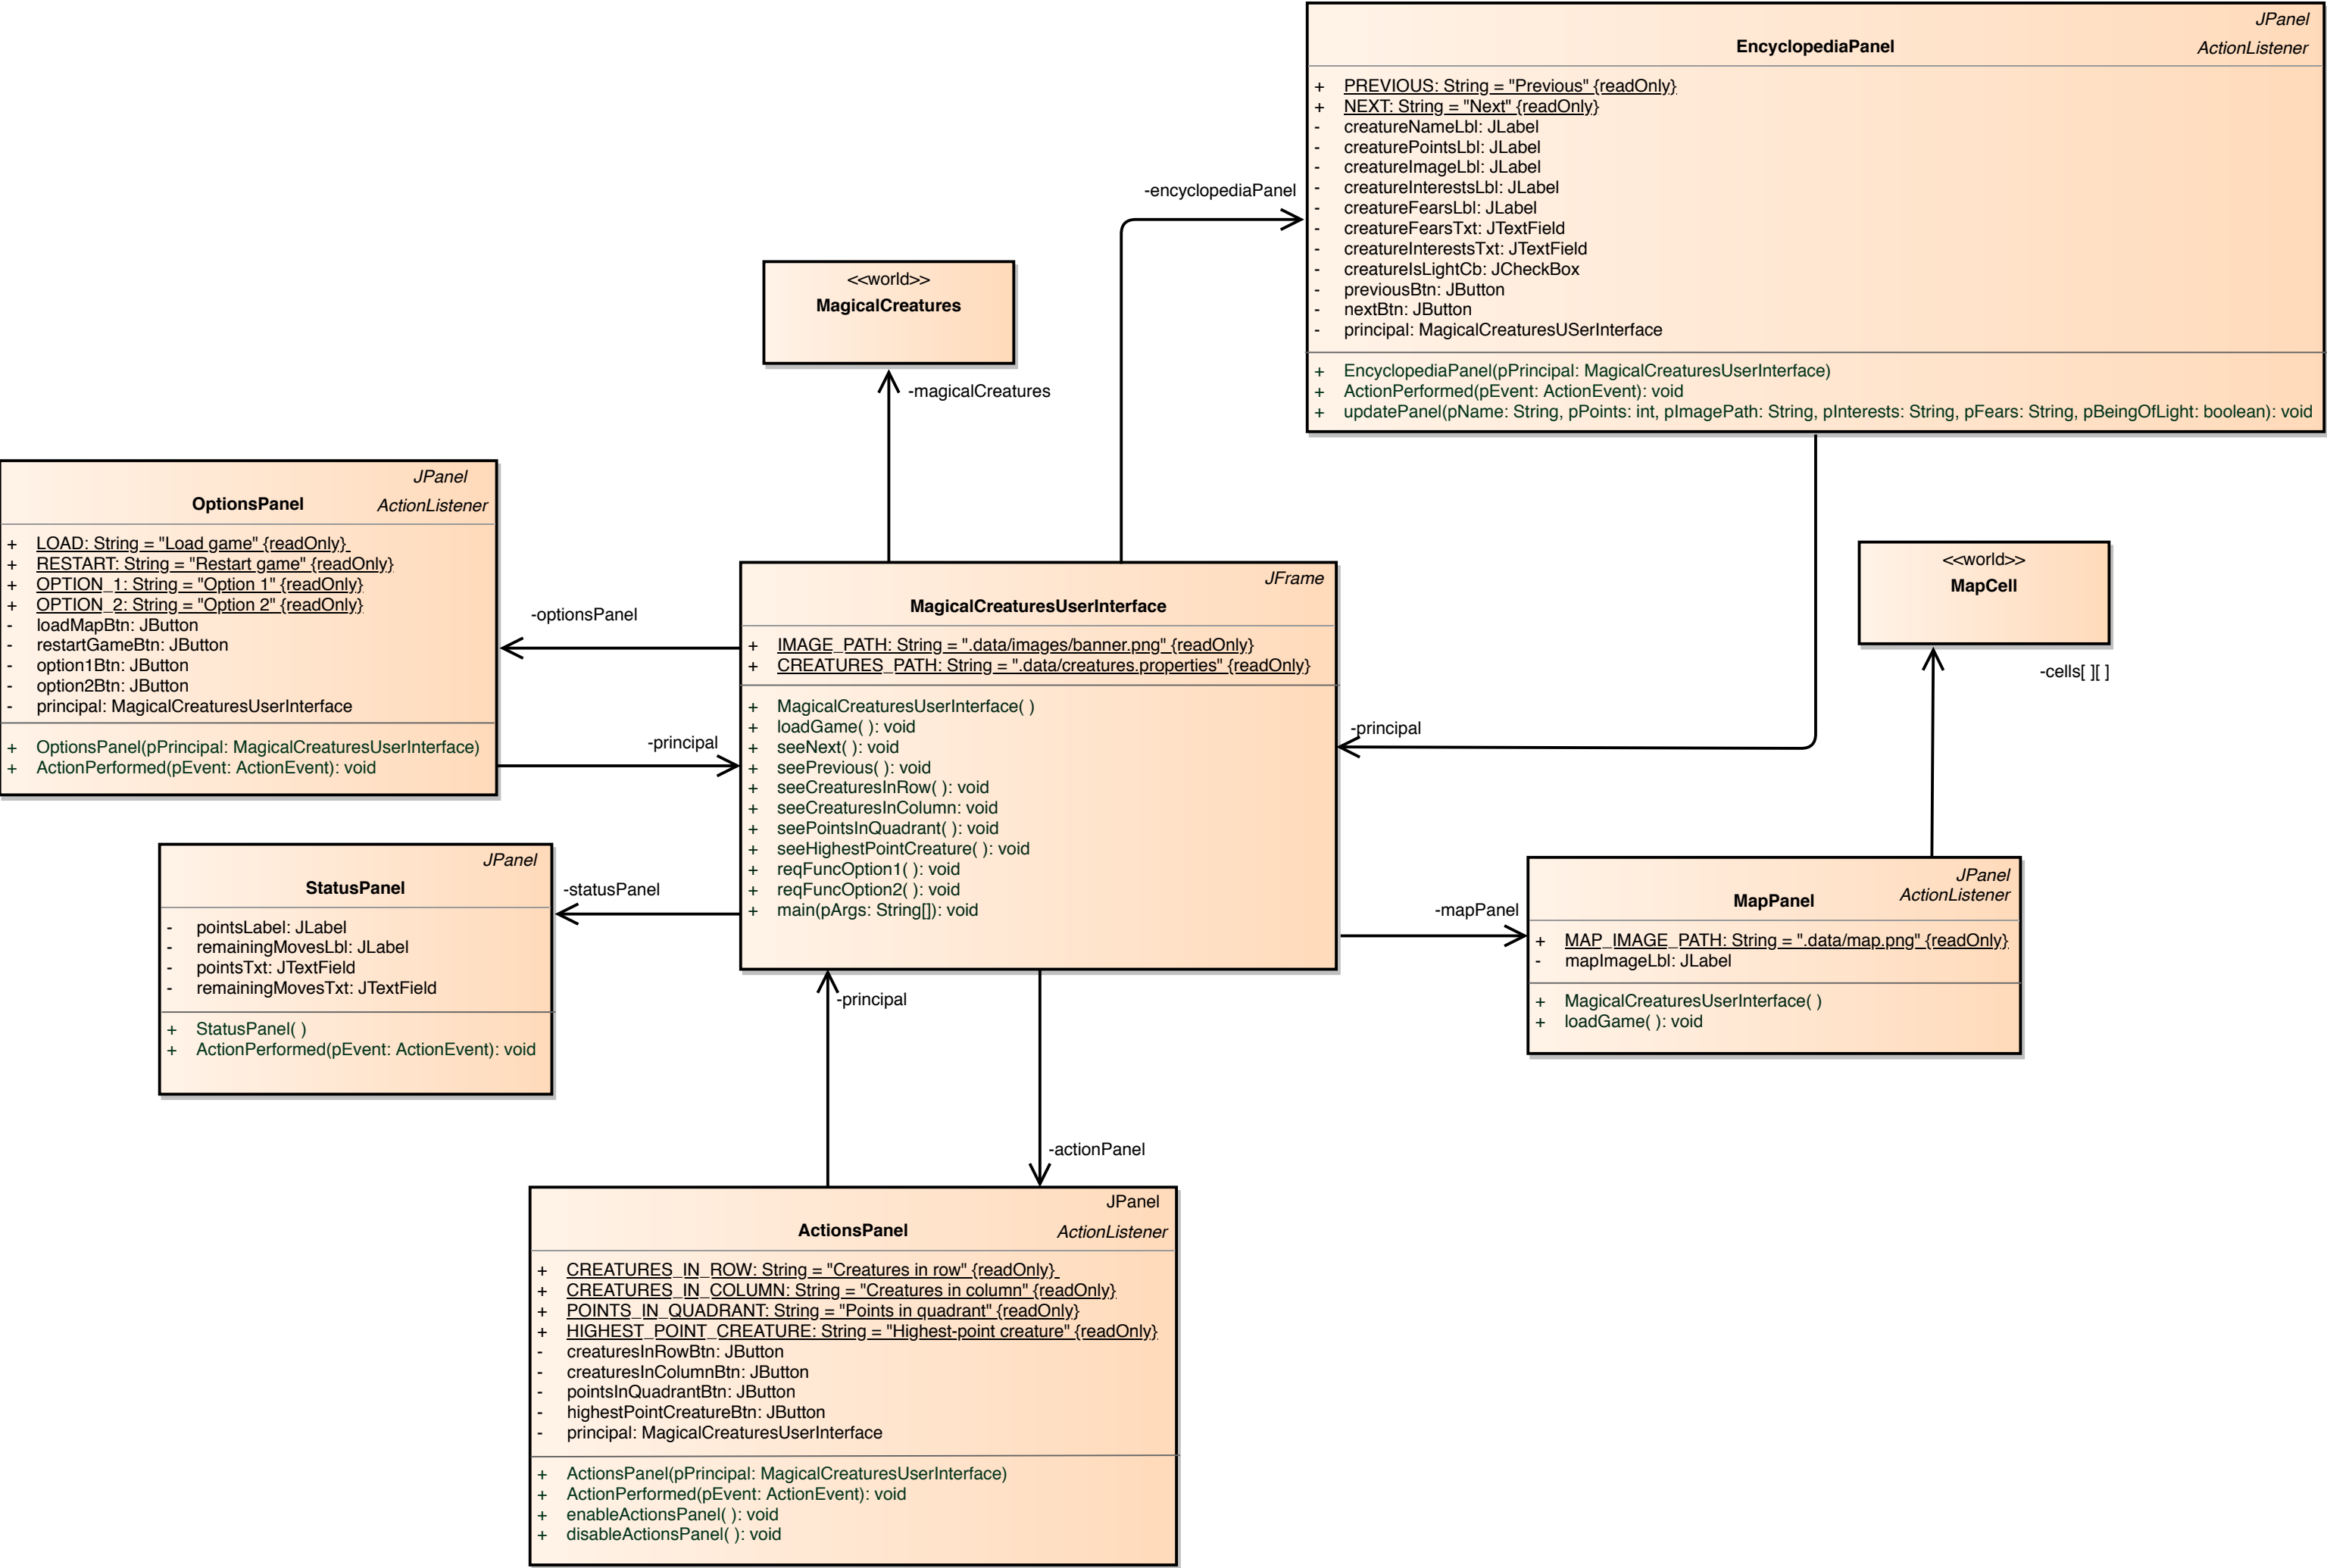 JPanel
EncyclopediaPanel
ActionListener
+ PREVIOUS: String = "Previous" {readOnly}
+ NEXT: String = "Next" {readOnly}
- creatureNameLbl: JLabel
- creaturePointsLbl: JLabel
- creatureImageLbl: JLabel
- creatureInterestsLbl: JLabel
- creatureFearsLbl: JLabel
- creatureFearsTxt: JTextField
- creatureInterestsTxt: JTextField
- creatureIsLightCb: JCheckBox
- previousBtn: JButton
- nextBtn: JButton
- principal: MagicalCreaturesUSerInterface
+ EncyclopediaPanel(pPrincipal: MagicalCreaturesUserInterface)
+ ActionPerformed(pEvent: ActionEvent): void
+ updatePanel(pName: String, pPoints: int, pImagePath: String, pInterests: String, pFears: String, pBeingOfLight: boolean): void
-encyclopediaPanel
<<world>>
MagicalCreatures
-magicalCreatures
JPanel
OptionsPanel
ActionListener
+ LOAD: String = "Load game" {readOnly}
+ RESTART: String = "Restart game" {readOnly}
+ OPTION_1: String = "Option 1" {readOnly}
+ OPTION_2: String = "Option 2" {readOnly}
- loadMapBtn: JButton
- restartGameBtn: JButton
- option1Btn: JButton
- option2Btn: JButton
- principal: MagicalCreaturesUserInterface
+ OptionsPanel(pPrincipal: MagicalCreaturesUserInterface)
+ ActionPerformed(pEvent: ActionEvent): void
-optionsPanel
-principal
JFrame
MagicalCreaturesUserInterface
+ IMAGE_PATH: String = ".data/images/banner.png" {readOnly}
+ CREATURES_PATH: String = ".data/creatures.properties" {readOnly}
+ MagicalCreaturesUserInterface( )
+ loadGame( ): void
+ seeNext( ): void
+ seePrevious( ): void
+ seeCreaturesInRow( ): void
+ seeCreaturesInColumn: void
+ seePointsInQuadrant( ): void
+ seeHighestPointCreature( ): void
+ reqFuncOption1( ): void
+ reqFuncOption2( ): void
+ main(pArgs: String[]): void
-principal
<<world>>
MapCell
-cells[ ][ ]
JPanel
StatusPanel
- pointsLabel: JLabel
- remainingMovesLbl: JLabel
- pointsTxt: JTextField
- remainingMovesTxt: JTextField
+ StatusPanel( )
+ ActionPerformed(pEvent: ActionEvent): void
-statusPanel
-mapPanel
JPanel
ActionListener
MapPanel
+ MAP_IMAGE_PATH: String = ".data/map.png" {readOnly}
- mapImageLbl: JLabel
+ MagicalCreaturesUserInterface( )
+ loadGame( ): void
-principal
-actionPanel
JPanel
ActionsPanel
ActionListener
+ CREATURES_IN_ROW: String = "Creatures in row" {readOnly}
+ CREATURES_IN_COLUMN: String = "Creatures in column" {readOnly}
+ POINTS_IN_QUADRANT: String = "Points in quadrant" {readOnly}
+ HIGHEST_POINT_CREATURE: String = "Highest-point creature" {readOnly}
- creaturesInRowBtn: JButton
- creaturesInColumnBtn: JButton
- pointsInQuadrantBtn: JButton
- highestPointCreatureBtn: JButton
- principal: MagicalCreaturesUserInterface
+ ActionsPanel(pPrincipal: MagicalCreaturesUserInterface)
+ ActionPerformed(pEvent: ActionEvent): void
+ enableActionsPanel( ): void
+ disableActionsPanel( ): void